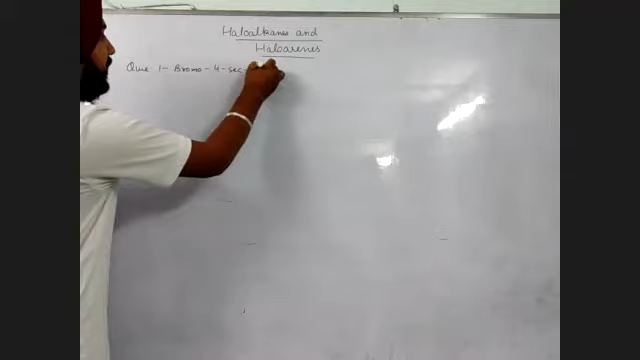 Haloalkanes and
Haloarenes
Que 1- Bromo-4-sec-